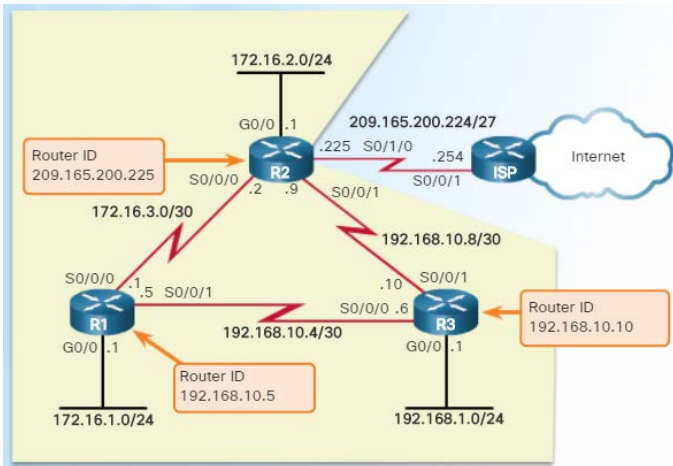 172.16.2.0/24
G0/0 .1
209.165.200.224/27
Router ID
209.165.200.225
.225 S0/1/0
.254
ISP
Internet
R2
S0/0/0 .2 .9 S0/0/1
S0/0/1
172.16.3.0/30
192.168.10.8/30
S0/0/0 .1
.5 S0/0/1
.10 S0/0/1
S0/0/0 .6
R1
R3
Router ID
192.168.10.10
192.168.10.4/30
G0/0 .1
G0/0 .1
Router ID
192.168.10.5
172.16.1.0/24
192.168.1.0/24